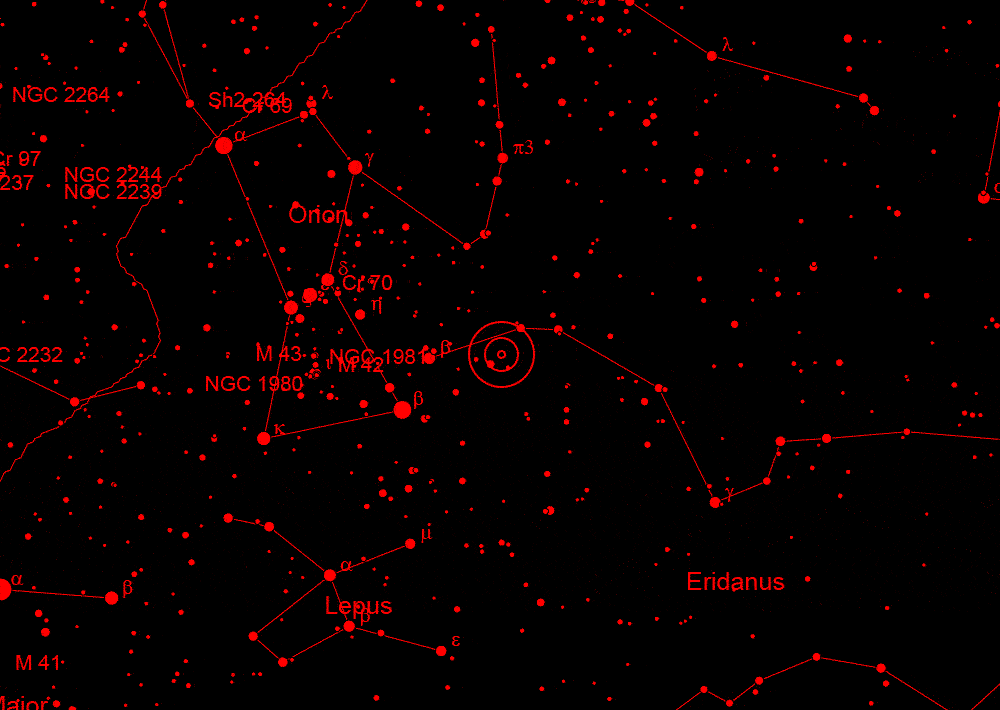 λ
NGC 2264
Sh2-264
λ
Cr 69
α
π3
Cr 97
γ
2237
NGC 2244
NGC 2239
Orion
δ
ε
Cr 70
ζ
η
C 2232
M 43
NGC 1981
β
M 42
ι
NGC 1980
β
κ
γ
μ
α
α
β
Eridanus
Lepus
β
ε
M 41
Major